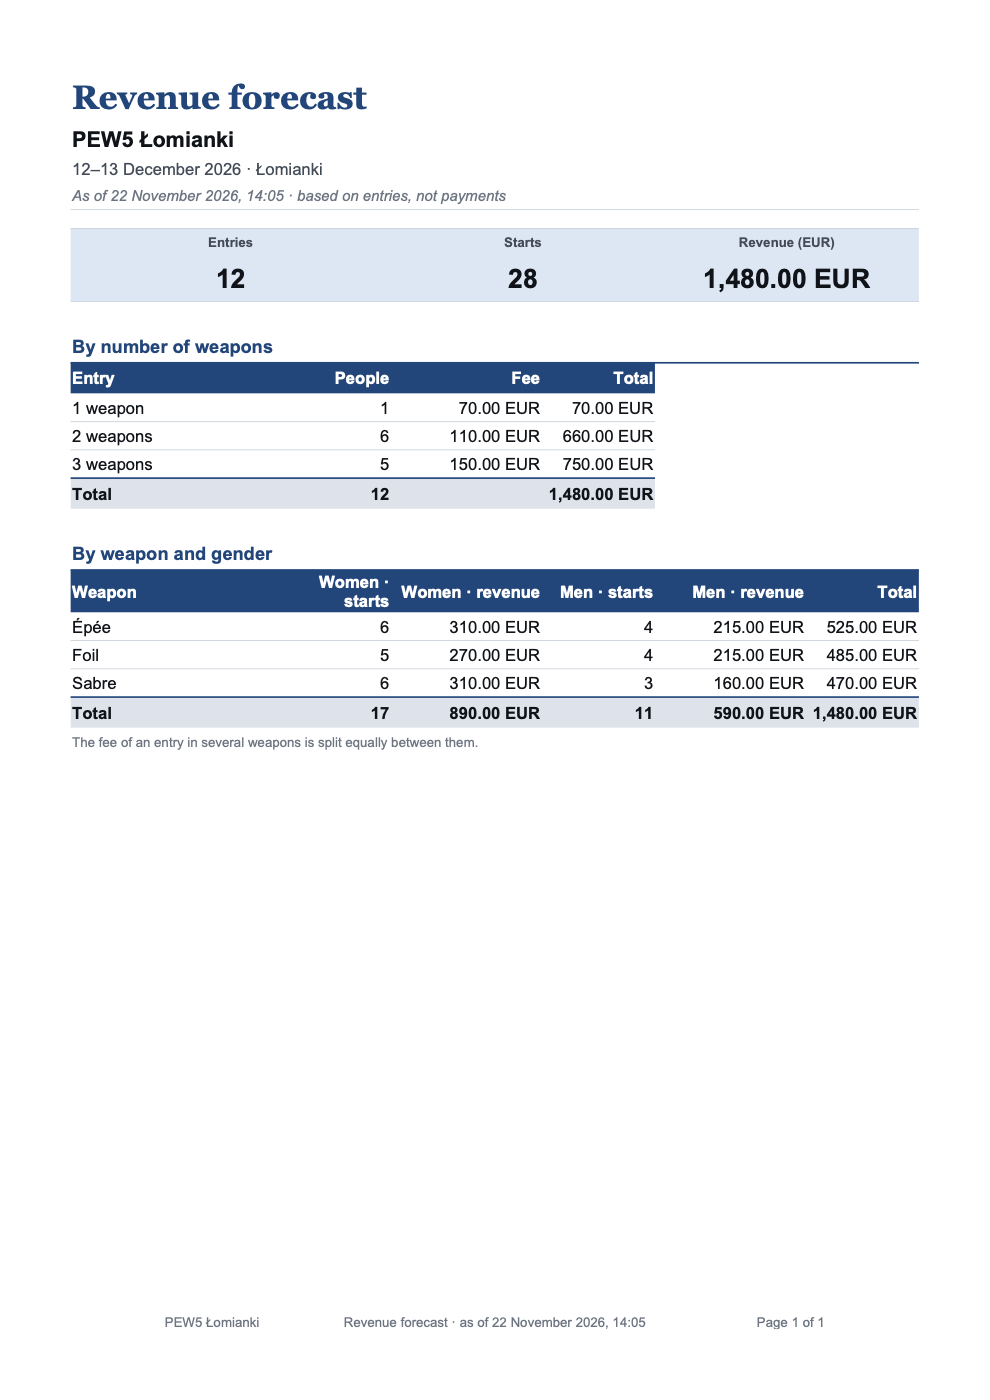 Revenue forecast
PEW5 Łomianki
12–13 December 2026 · Łomianki
As of 22 November 2026, 14:05 · based on entries, not payments
Entries Starts Revenue (EUR)
12 28 1,480.00 EUR
By number of weapons
Entry People Fee Total
1 weapon 1 70.00 EUR 70.00 EUR
2 weapons 6 110.00 EUR 660.00 EUR
3 weapons 5 150.00 EUR 750.00 EUR
Total 12 1,480.00 EUR
By weapon and gender
Weapon Women · starts Women · revenue Men · starts Men · revenue Total
Épée 6 310.00 EUR 4 215.00 EUR 525.00 EUR
Foil 5 270.00 EUR 4 215.00 EUR 485.00 EUR
Sabre 6 310.00 EUR 3 160.00 EUR 470.00 EUR
Total 17 890.00 EUR 11 590.00 EUR 1,480.00 EUR
The fee of an entry in several weapons is split equally between them.
PEW5 Łomianki Revenue forecast · as of 22 November 2026, 14:05 Page 1 of 1